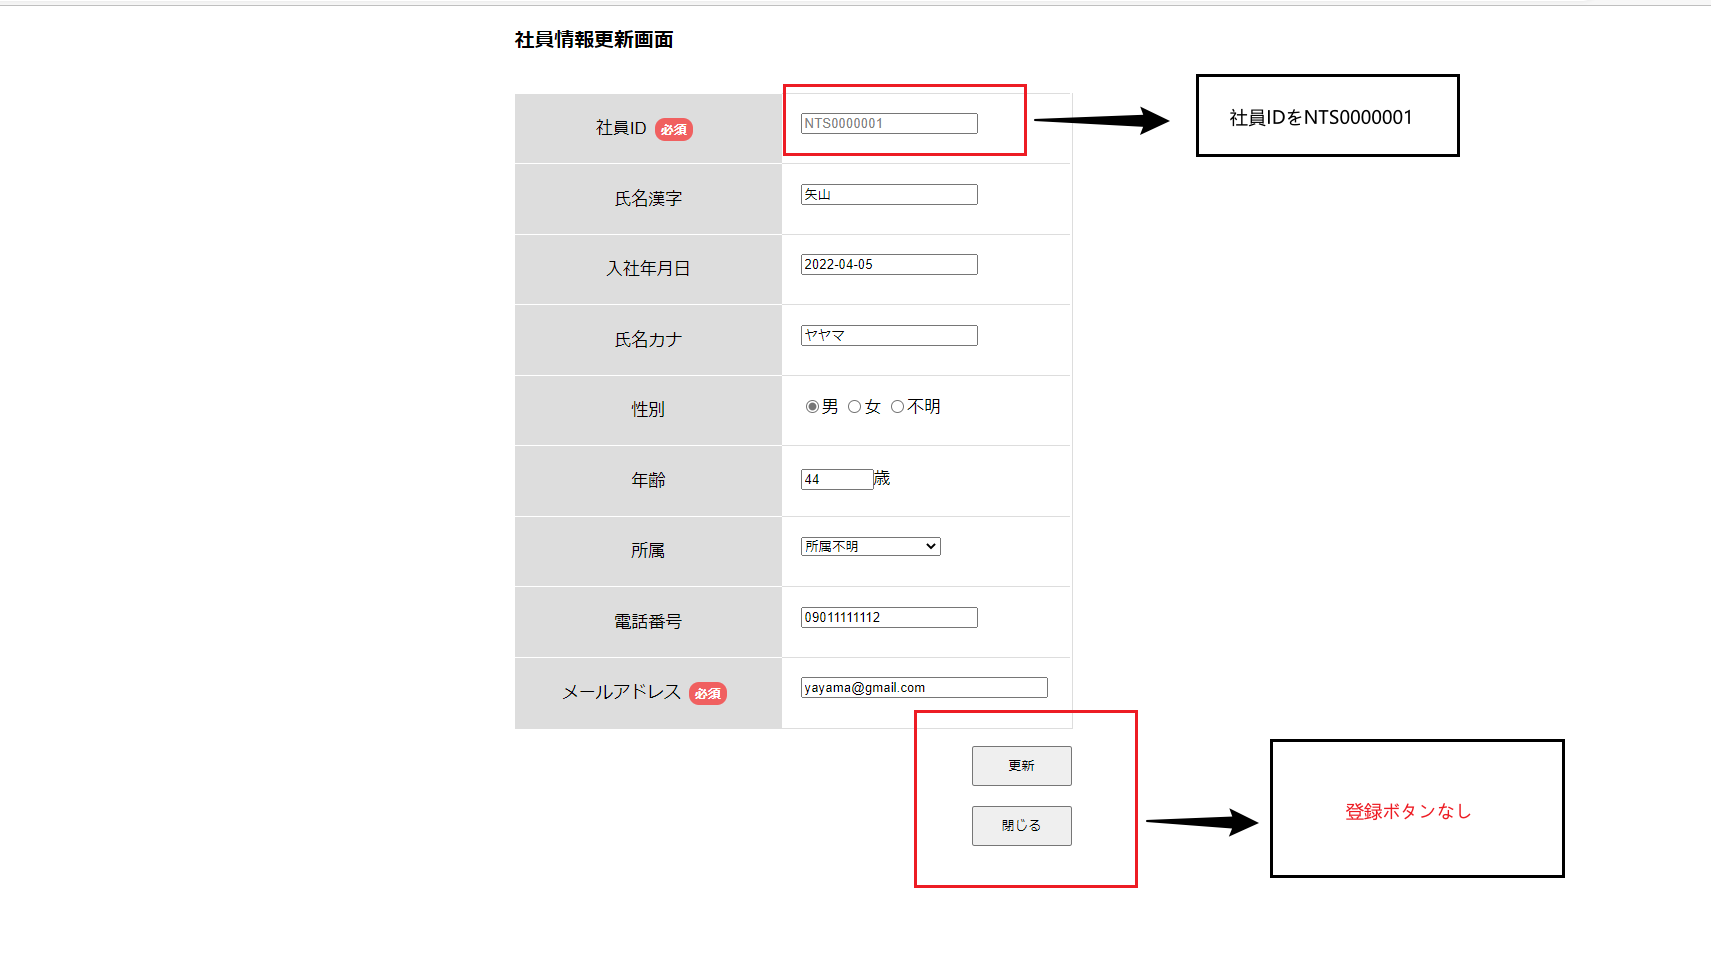 社員情報更新画面
社員ID 必須
NTS0000001
社員IDをNTS0000001
氏名漢字
矢山
入社年月日
2022-04-05
氏名カナ
ヤヤマ
性別
男 女 不明
年齢
44 歳
所属
所属不明
電話番号
09011111112
メールアドレス 必須
yayama@gmail.com
更新
閉じる
登録ボタンなし